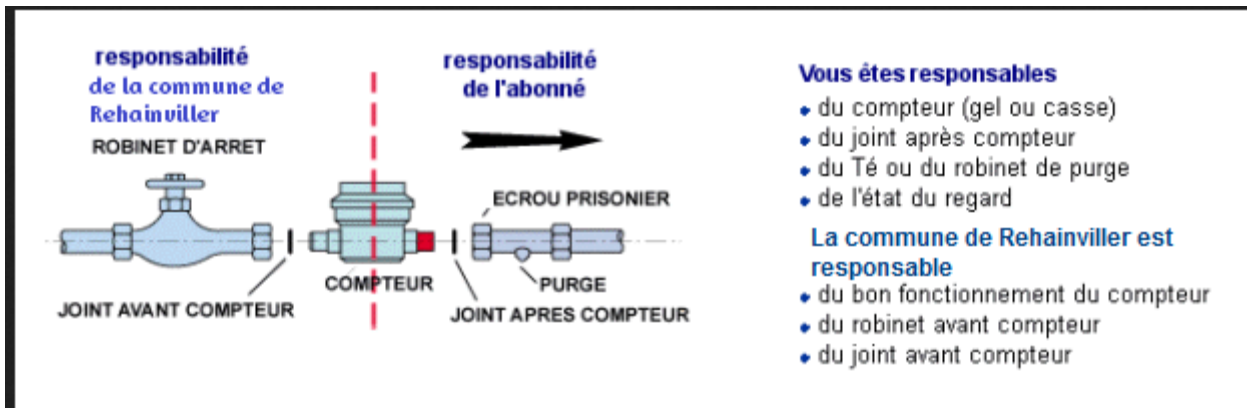 responsabilité
de la commune de
Rehainviller
ROBINET D'ARRET
responsabilité
de l'abonné
ECROU PRISONIER
COMPTEUR
PURGE
JOINT AVANT COMPTEUR
JOINT APRES COMPTEUR
Vous étes responsables
du compteur (gel ou casse)
du joint après compteur
du Té ou du robinet de purge
de l'état du regard
La commune de Rehainviller est
responsable
du bon fonctionnement du compteur
du robinet avant compteur
du joint avant compteur